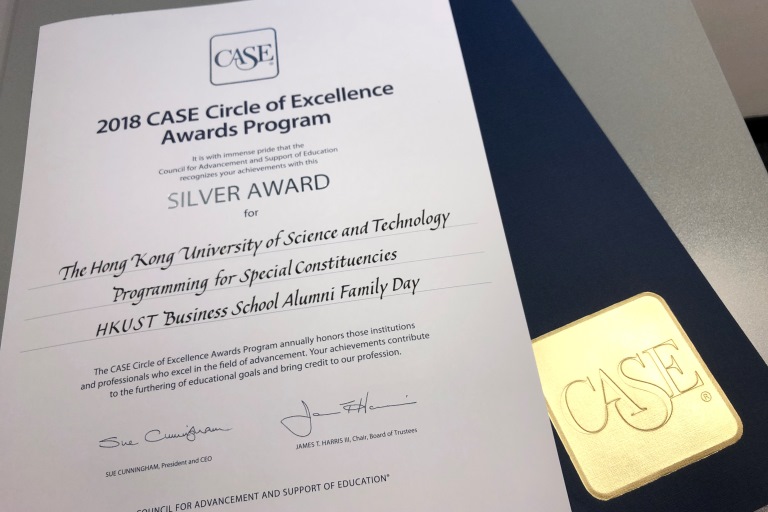 CASE®
2018 CASE Circle of Excellence
Awards Program
It is with immense pride that the
Council for Advancement and Support of Education
recognizes your achievements with this
SILVER AWARD
for
The Hong Kong University of Science and Technology
Programming for Special Constituencies
HKUST Business School Alumni Family Day
The CASE Circle of Excellence Awards Program annually honors those institutions
and professionals who excel in the field of advancement. Your achievements contribute
to the furthering of educational goals and bring credit to our profession.
Sue Cunningham
SUE CUNNINGHAM, President and CEO
JAMES T. HARRIS III, Chair, Board of Trustees
COUNCIL FOR ADVANCEMENT AND SUPPORT OF EDUCATION®
CASE®